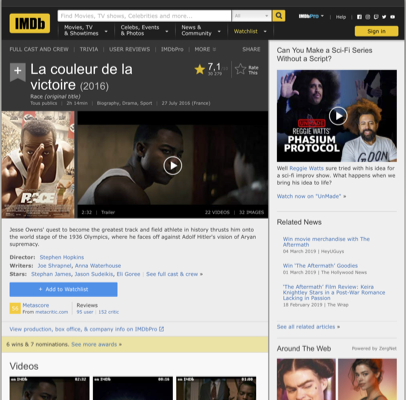 IMDb
Find Movies, TV shows, Celebrities and more...
All
IMDbPro
Help
Movies, TV
& Showtimes
Celebs, Events
& Photos
News &
Community
Watchlist
Sign in
FULL CAST AND CREW | TRIVIA | USER REVIEWS | IMDbPro | MORE
SHARE
La couleur de la
victoire (2016)
Race (original title)
Tous publics | 2h 14min | Biography, Drama, Sport | 27 July 2016 (France)
7,1
Rate
This
RACE
2:32 | Trailer
22 VIDEOS | 32 IMAGES
Jesse Owens' quest to become the greatest track and field athlete in history thrusts him onto
the world stage of the 1936 Olympics, where he faces off against Adolf Hitler's vision of Aryan
supremacy.
Director: Stephen Hopkins
Writers: Joe Shrapnel, Anna Waterhouse
Stars: Stephan James, Jason Sudeikis, Eli Goree | See full cast & crew »
+ Add to Watchlist
Metascore
From metacritic.com
Reviews
95 user | 152 critic
View production, box office, & company info on IMDbPro
6 wins & 7 nominations. See more awards »
Videos
Can You Make a Sci-Fi Series
Without a Script?
REGGIE WATTS'
PHASIUM
PROJECT
Well Reggie Watts sure tried with his idea for
a sci-fi improv show. What happens when we
bring his idea to life?
Watch now on "UnMade" »
Related News
Win movie merchandise with The
Aftermath
04 March 2019 | HeyUGuys
Win 'The Aftermath' Goodies
01 March 2019 | The Hollywood News
'The Aftermath' Film Review: Keira
Knightley Stars in a Post-War Romance
Lacking in Passion
18 February 2019 | The Wrap
See all related articles »
Around The Web
Powered by ZergNet